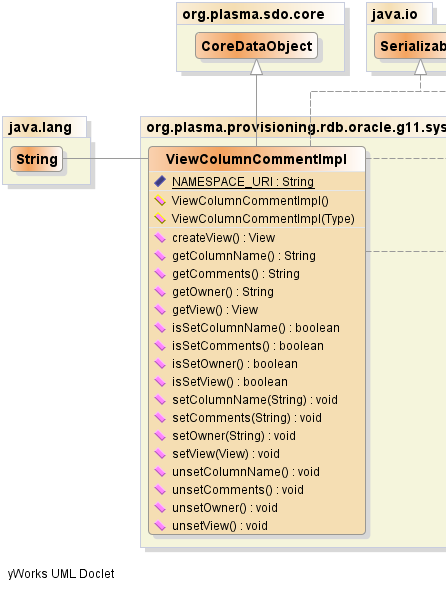 org.plasma.sdo.core
java.io
CoreDataObject
Serializab
java.lang
org.plasma.provisioning.rdb.oracle.g11.sys
String
ViewColumnCommentImpl
NAMESPACE_URI : String
ViewColumnCommentImpl()
ViewColumnCommentImpl(Type)
createView() : View
getColumnName() : String
getComments() : String
getOwner() : String
getView() : View
isSetColumnName() : boolean
isSetComments() : boolean
isSetOwner() : boolean
isSetView() : boolean
setColumnName(String) : void
setComments(String) : void
setOwner(String) : void
setView(View) : void
unsetColumnName() : void
unsetComments() : void
unsetOwner() : void
unsetView() : void
yWorks UML Doclet